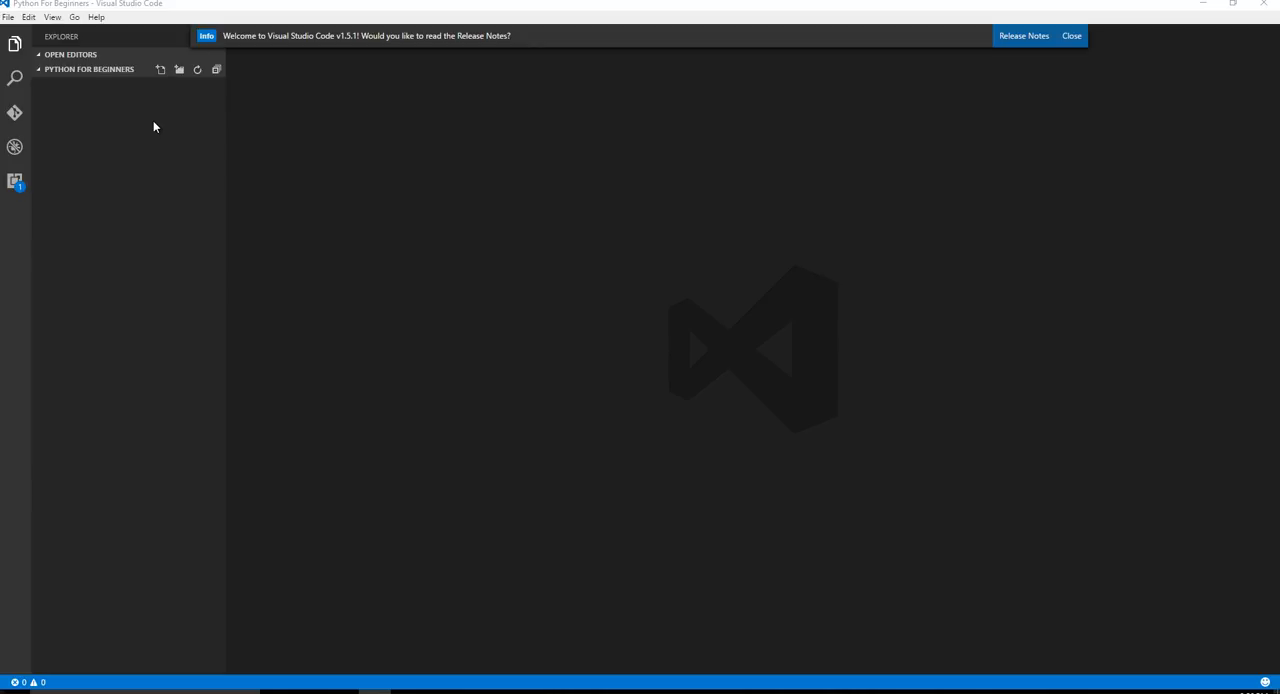 Python For Beginners - Visual Studio Code
File Edit View Go Help
EXPLORER
Info Welcome to Visual Studio Code v1.5.1! Would you like to read the Release Notes? Release Notes Close
OPEN EDITORS
PYTHON FOR BEGINNERS
1
0 0